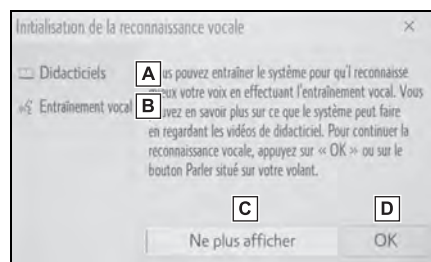 Initialisation de la reconnaissance vocale
Didacticiels
Entraînement vocal
A
B
us pouvez entraîner le système pour qu'il reconnaisse
ux votre voix en effectuant l'entraînement vocal. Vous
vez en savoir plus sur ce que le système peut faire
en regardant les vidéos de didacticiel. Pour continuer la
reconnaissance vocale, appuyez sur « OK » ou sur le
bouton Parler situé sur votre volant.
C
D
Ne plus afficher
OK